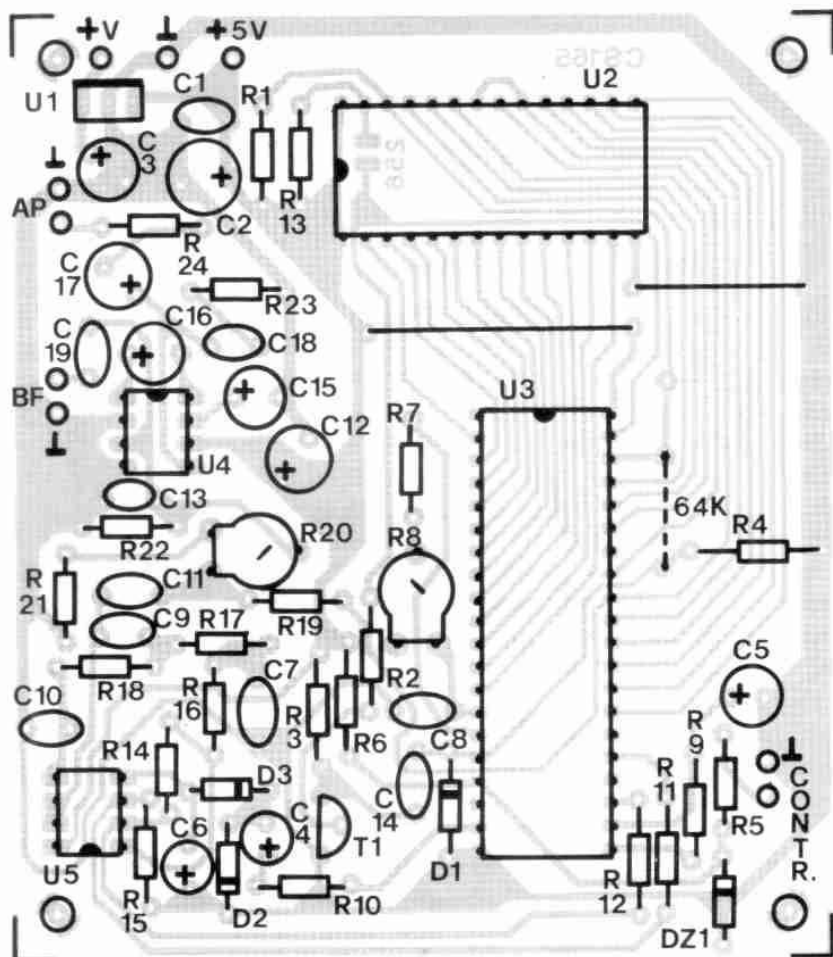 +V ⊥ +5V
CS165
U1
C1
R1
U2
C 3
258
⊥
AP
C2
R 13
R 24
C 17
R23
C16
C18
C 19
C15
U3
BF
⊥
R7
C12
U4
C13
64K
R22
R20
R8
R4
R 21
C11
C9
R17
R19
R18
R 16
C7
R2
C5
C10
R 3
R6
C8
R14
D3
R 9
⊥
R 11
CONTR.
C 4
C 14
R5
C6
T1
U5
D1
R 15
D2
R10
R 12
DZ1